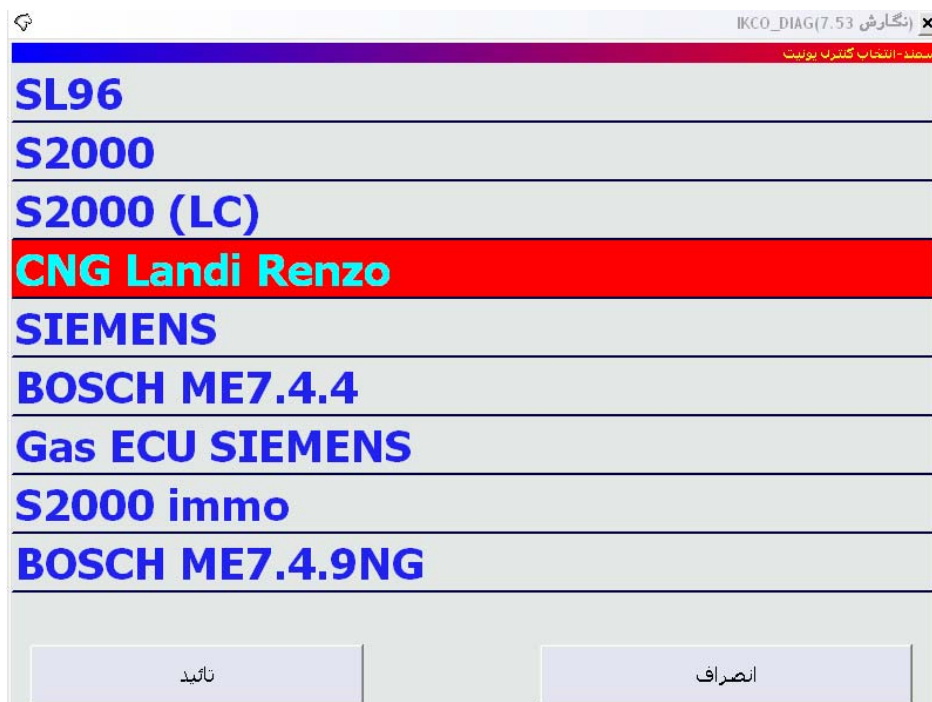 IKCO_DIAG(7.53 نگارش)
سمند-انتخاب کنترل یونیت
SL96
S2000
S2000 (LC)
CNG Landi Renzo
SIEMENS
BOSCH ME7.4.4
Gas ECU SIEMENS
S2000 immo
BOSCH ME7.4.9NG
انصراف
تائید